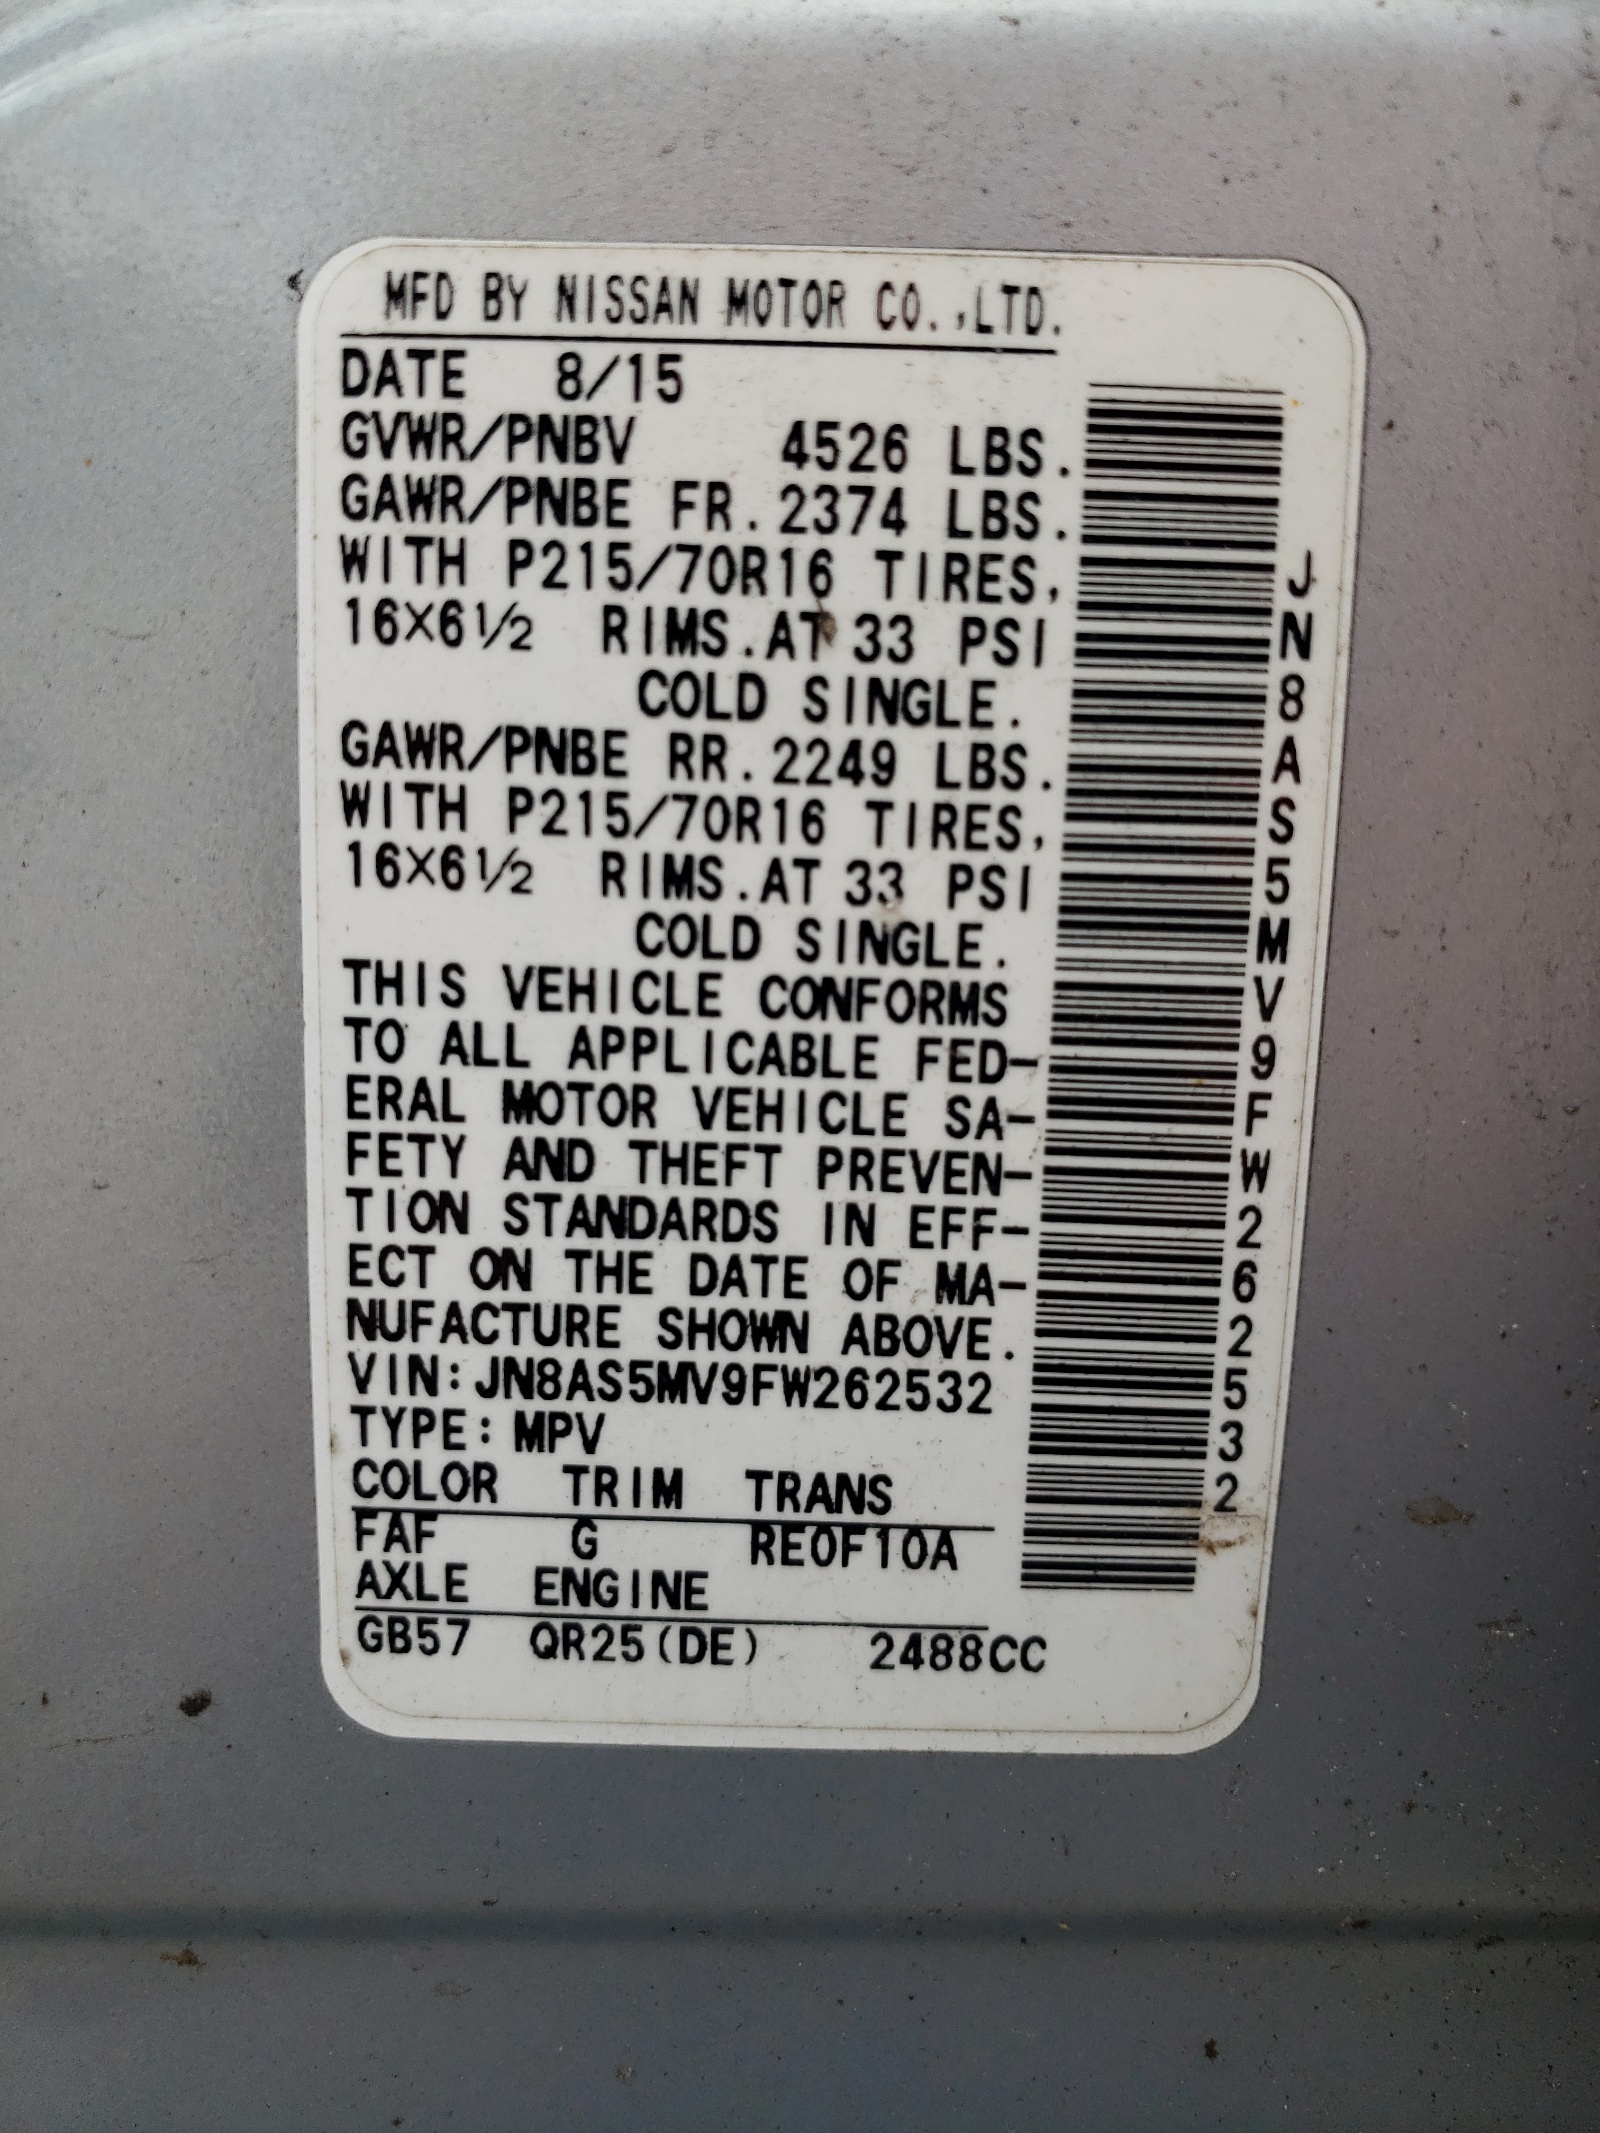 MFD BY NISSAN MOTOR CO.,LTD.
DATE 8/15
GVWR/PNBV 4526 LBS.
GAWR/PNBE FR.2374 LBS.
WITH P215/70R16 TIRES,
16×6½ RIMS.AT 33 PSI
COLD SINGLE.
GAWR/PNBE RR.2249 LBS.
WITH P215/70R16 TIRES,
16×6½ RIMS.AT 33 PSI
COLD SINGLE.
THIS VEHICLE CONFORMS
TO ALL APPLICABLE FED-
ERAL MOTOR VEHICLE SA-
FETY AND THEFT PREVEN-
TION STANDARDS IN EFF-
ECT ON THE DATE OF MA-
NUFACTURE SHOWN ABOVE.
VIN:JN8AS5MV9FW262532
TYPE:MPV
COLOR TRIM TRANS
FAF G RE0F10A
AXLE ENGINE
GB57 QR25(DE) 2488CC
JN8AS5MV9FW262532